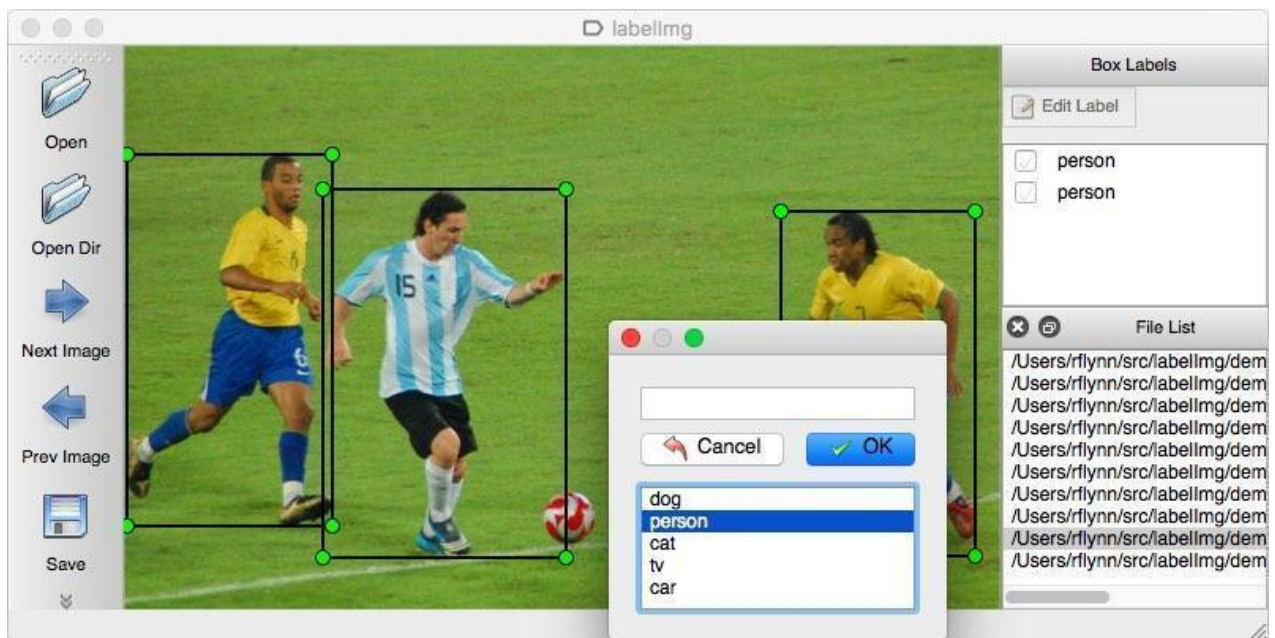 labelImg
Open
Open Dir
Next Image
Prev Image
Save
6
6
15
7
Cancel
OK
dog
person
cat
tv
car
Box Labels
Edit Label
person
person
File List
/Users/rflynn/src/labelImg/dem
/Users/rflynn/src/labelImg/dem
/Users/rflynn/src/labelImg/dem
/Users/rflynn/src/labelImg/dem
/Users/rflynn/src/labelImg/dem
/Users/rflynn/src/labelImg/dem
/Users/rflynn/src/labelImg/dem
/Users/rflynn/src/labelImg/dem
/Users/rflynn/src/labelImg/dem
/Users/rflynn/src/labelImg/dem